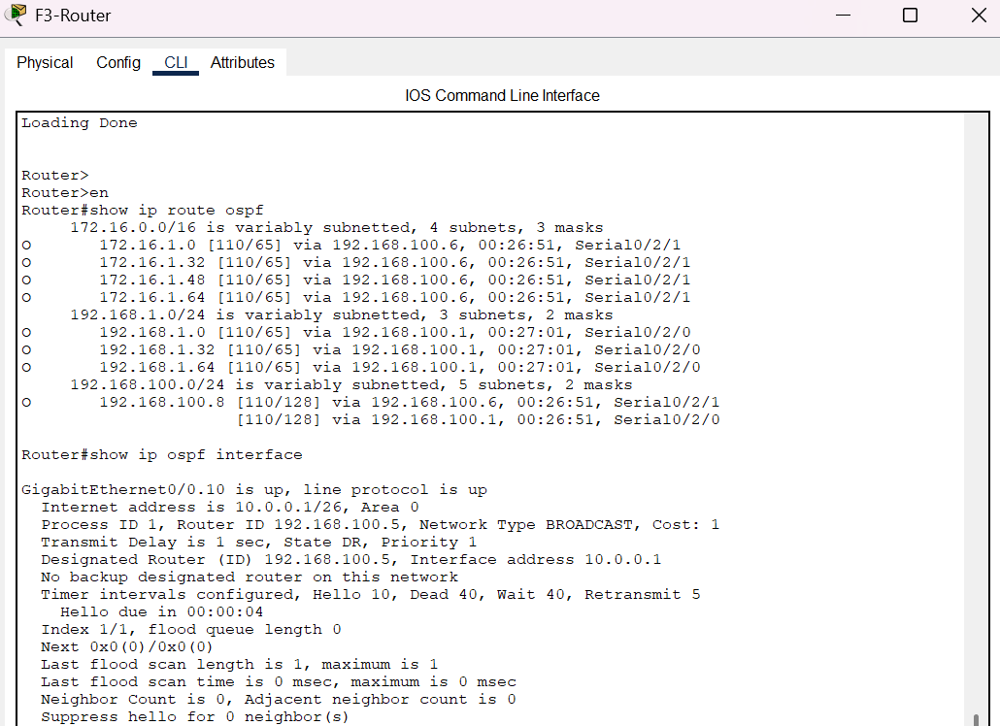 F3-Router
Physical Config CLI Attributes
IOS Command Line Interface
Loading Done
Router>
Router>en
Router#show ip route ospf
172.16.0.0/16 is variably subnetted, 4 subnets, 3 masks
O 172.16.1.0 [110/65] via 192.168.100.6, 00:26:51, Serial0/2/1
O 172.16.1.32 [110/65] via 192.168.100.6, 00:26:51, Serial0/2/1
O 172.16.1.48 [110/65] via 192.168.100.6, 00:26:51, Serial0/2/1
O 172.16.1.64 [110/65] via 192.168.100.6, 00:26:51, Serial0/2/1
192.168.1.0/24 is variably subnetted, 3 subnets, 2 masks
O 192.168.1.0 [110/65] via 192.168.100.1, 00:27:01, Serial0/2/0
O 192.168.1.32 [110/65] via 192.168.100.1, 00:27:01, Serial0/2/0
O 192.168.1.64 [110/65] via 192.168.100.1, 00:27:01, Serial0/2/0
192.168.100.0/24 is variably subnetted, 5 subnets, 2 masks
O 192.168.100.8 [110/128] via 192.168.100.6, 00:26:51, Serial0/2/1
[110/128] via 192.168.100.1, 00:26:51, Serial0/2/0
Router#show ip ospf interface
GigabitEthernet0/0.10 is up, line protocol is up
Internet address is 10.0.0.1/26, Area 0
Process ID 1, Router ID 192.168.100.5, Network Type BROADCAST, Cost: 1
Transmit Delay is 1 sec, State DR, Priority 1
Designated Router (ID) 192.168.100.5, Interface address 10.0.0.1
No backup designated router on this network
Timer intervals configured, Hello 10, Dead 40, Wait 40, Retransmit 5
Hello due in 00:00:04
Index 1/1, flood queue length 0
Next 0x0(0)/0x0(0)
Last flood scan length is 1, maximum is 1
Last flood scan time is 0 msec, maximum is 0 msec
Neighbor Count is 0, Adjacent neighbor count is 0
Suppress hello for 0 neighbor(s)